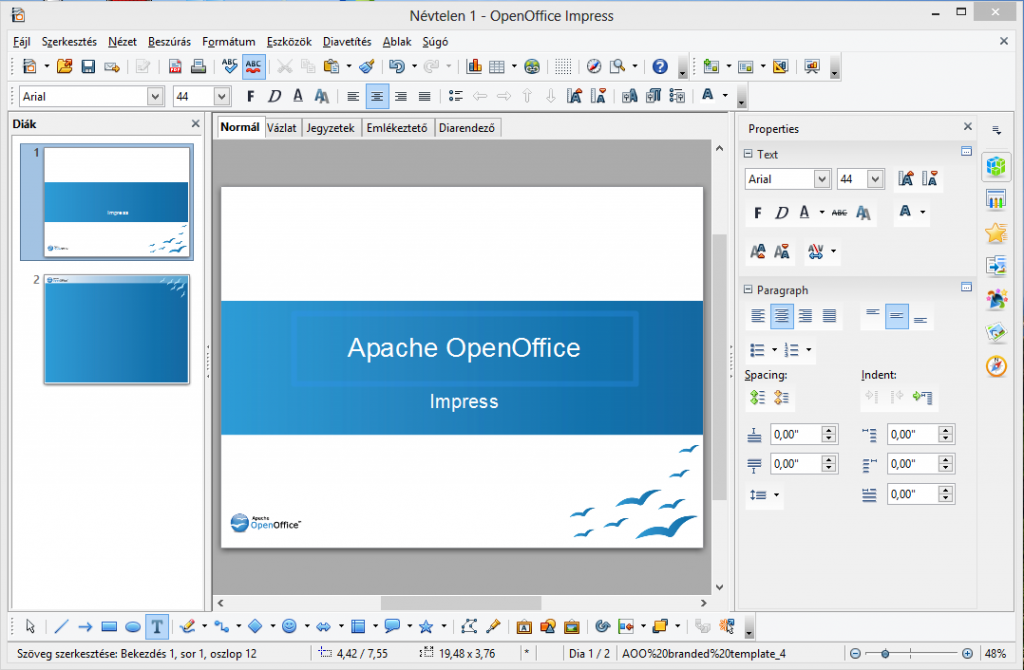 Névtelen 1 - OpenOffice Impress
Fájl Szerkesztés Nézet Beszúrás Formátum Eszközök Diavetítés Ablak Súgó
Arial 44 F D A
Diák
Normál Vázlat Jegyzetek Emlékeztető Diarendező
Properties
1
Impress
2
Apache OpenOffice
Impress
Apache
OpenOffice™
Text
Arial 44
F D A ABC A
Paragraph
Spacing: Indent:
0,00" 0,00"
0,00" 0,00"
0,00"
Szöveg szerkesztése: Bekezdés 1, sor 1, oszlop 12 4,42 / 7,55 19,48 x 3,76 * Dia 1 / 2 AOO%20branded%20template_4 48%